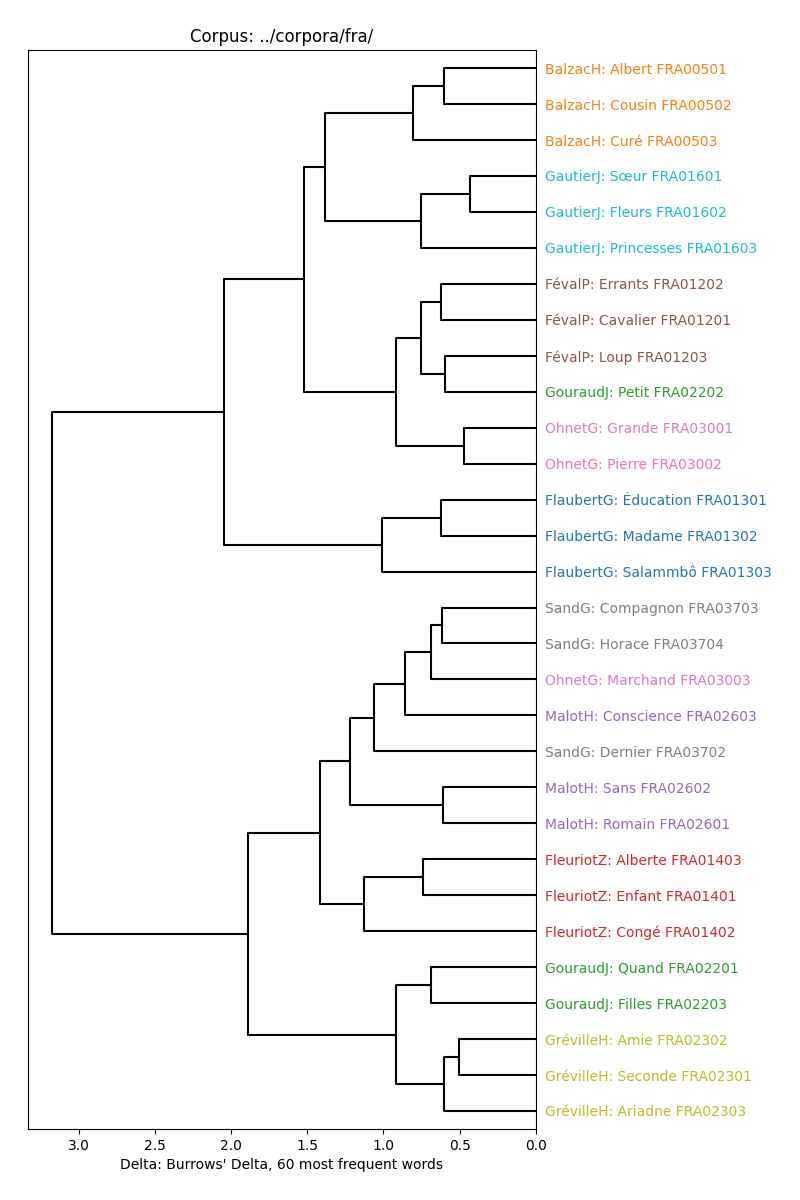 Corpus: ../corpora/fra/
BalzacH: Albert FRA00501
BalzacH: Cousin FRA00502
BalzacH: Curé FRA00503
GautierJ: Sœur FRA01601
GautierJ: Fleurs FRA01602
GautierJ: Princesses FRA01603
FévalP: Errants FRA01202
FévalP: Cavalier FRA01201
FévalP: Loup FRA01203
GouraudJ: Petit FRA02202
OhnetG: Grande FRA03001
OhnetG: Pierre FRA03002
FlaubertG: Éducation FRA01301
FlaubertG: Madame FRA01302
FlaubertG: Salammbô FRA01303
SandG: Compagnon FRA03703
SandG: Horace FRA03704
OhnetG: Marchand FRA03003
MalotH: Conscience FRA02603
SandG: Dernier FRA03702
MalotH: Sans FRA02602
MalotH: Romain FRA02601
FleuriotZ: Alberte FRA01403
FleuriotZ: Enfant FRA01401
FleuriotZ: Congé FRA01402
GouraudJ: Quand FRA02201
GouraudJ: Filles FRA02203
GrévilleH: Amie FRA02302
GrévilleH: Seconde FRA02301
GrévilleH: Ariadne FRA02303
3.0 2.5 2.0 1.5 1.0 0.5 0.0
Delta: Burrows' Delta, 60 most frequent words